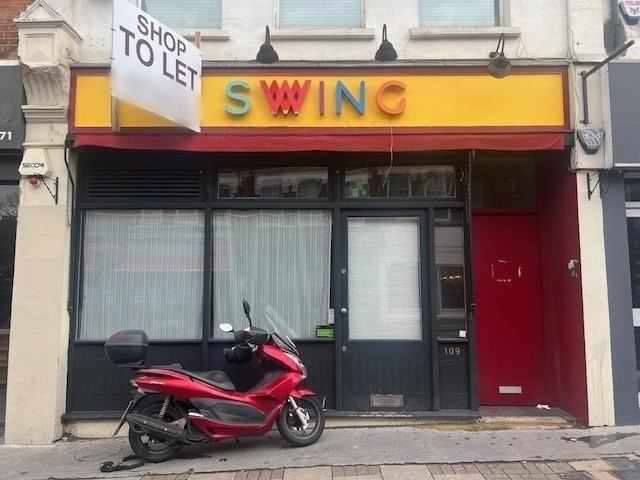 SHOP
TO LET
SWING
71
SECOM
109